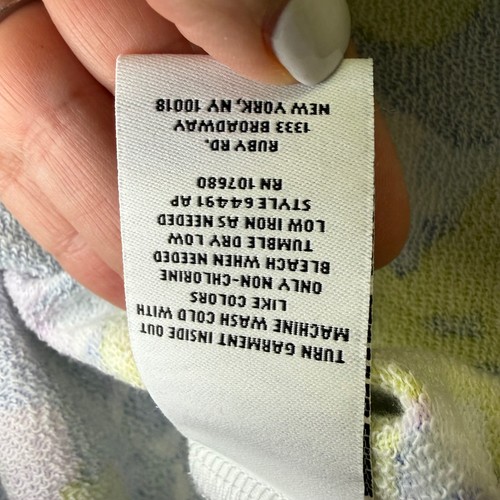 TURN GARMENT INSIDE OUT
MACHINE WASH COLD WITH
LIKE COLORS
ONLY NON-CHLORINE
BLEACH WHEN NEEDED
TUMBLE DRY LOW
LOW IRON AS NEEDED
STYLE 64491 AP
RN 107680
RUBY RD.
1333 BROADWAY
NEW YORK, NY 10018